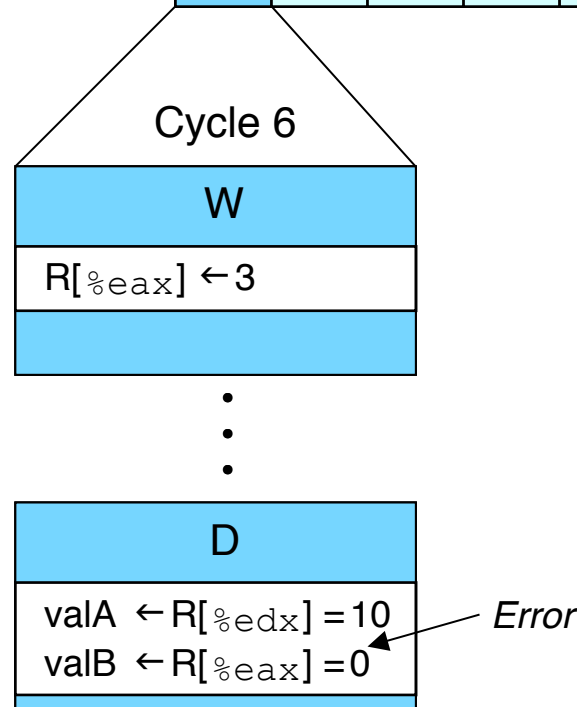 Cycle 6
W
R[%eax] ← 3
D
valA ← R[%edx] = 10
valB ← R[%eax] = 0
Error